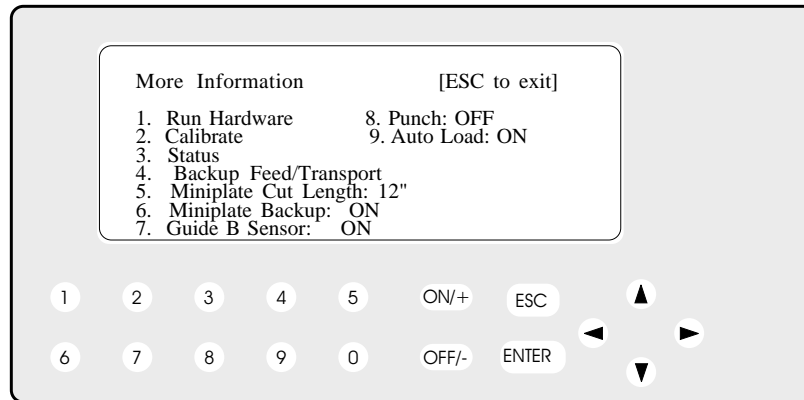 More Information [ESC to exit]
1. Run Hardware 8. Punch: OFF
2. Calibrate 9. Auto Load: ON
3. Status
4. Backup Feed/Transport
5. Miniplate Cut Length: 12"
6. Miniplate Backup: ON
7. Guide B Sensor: ON
1 2 3 4 5 ON/+ ESC
6 7 8 9 0 OFF/- ENTER